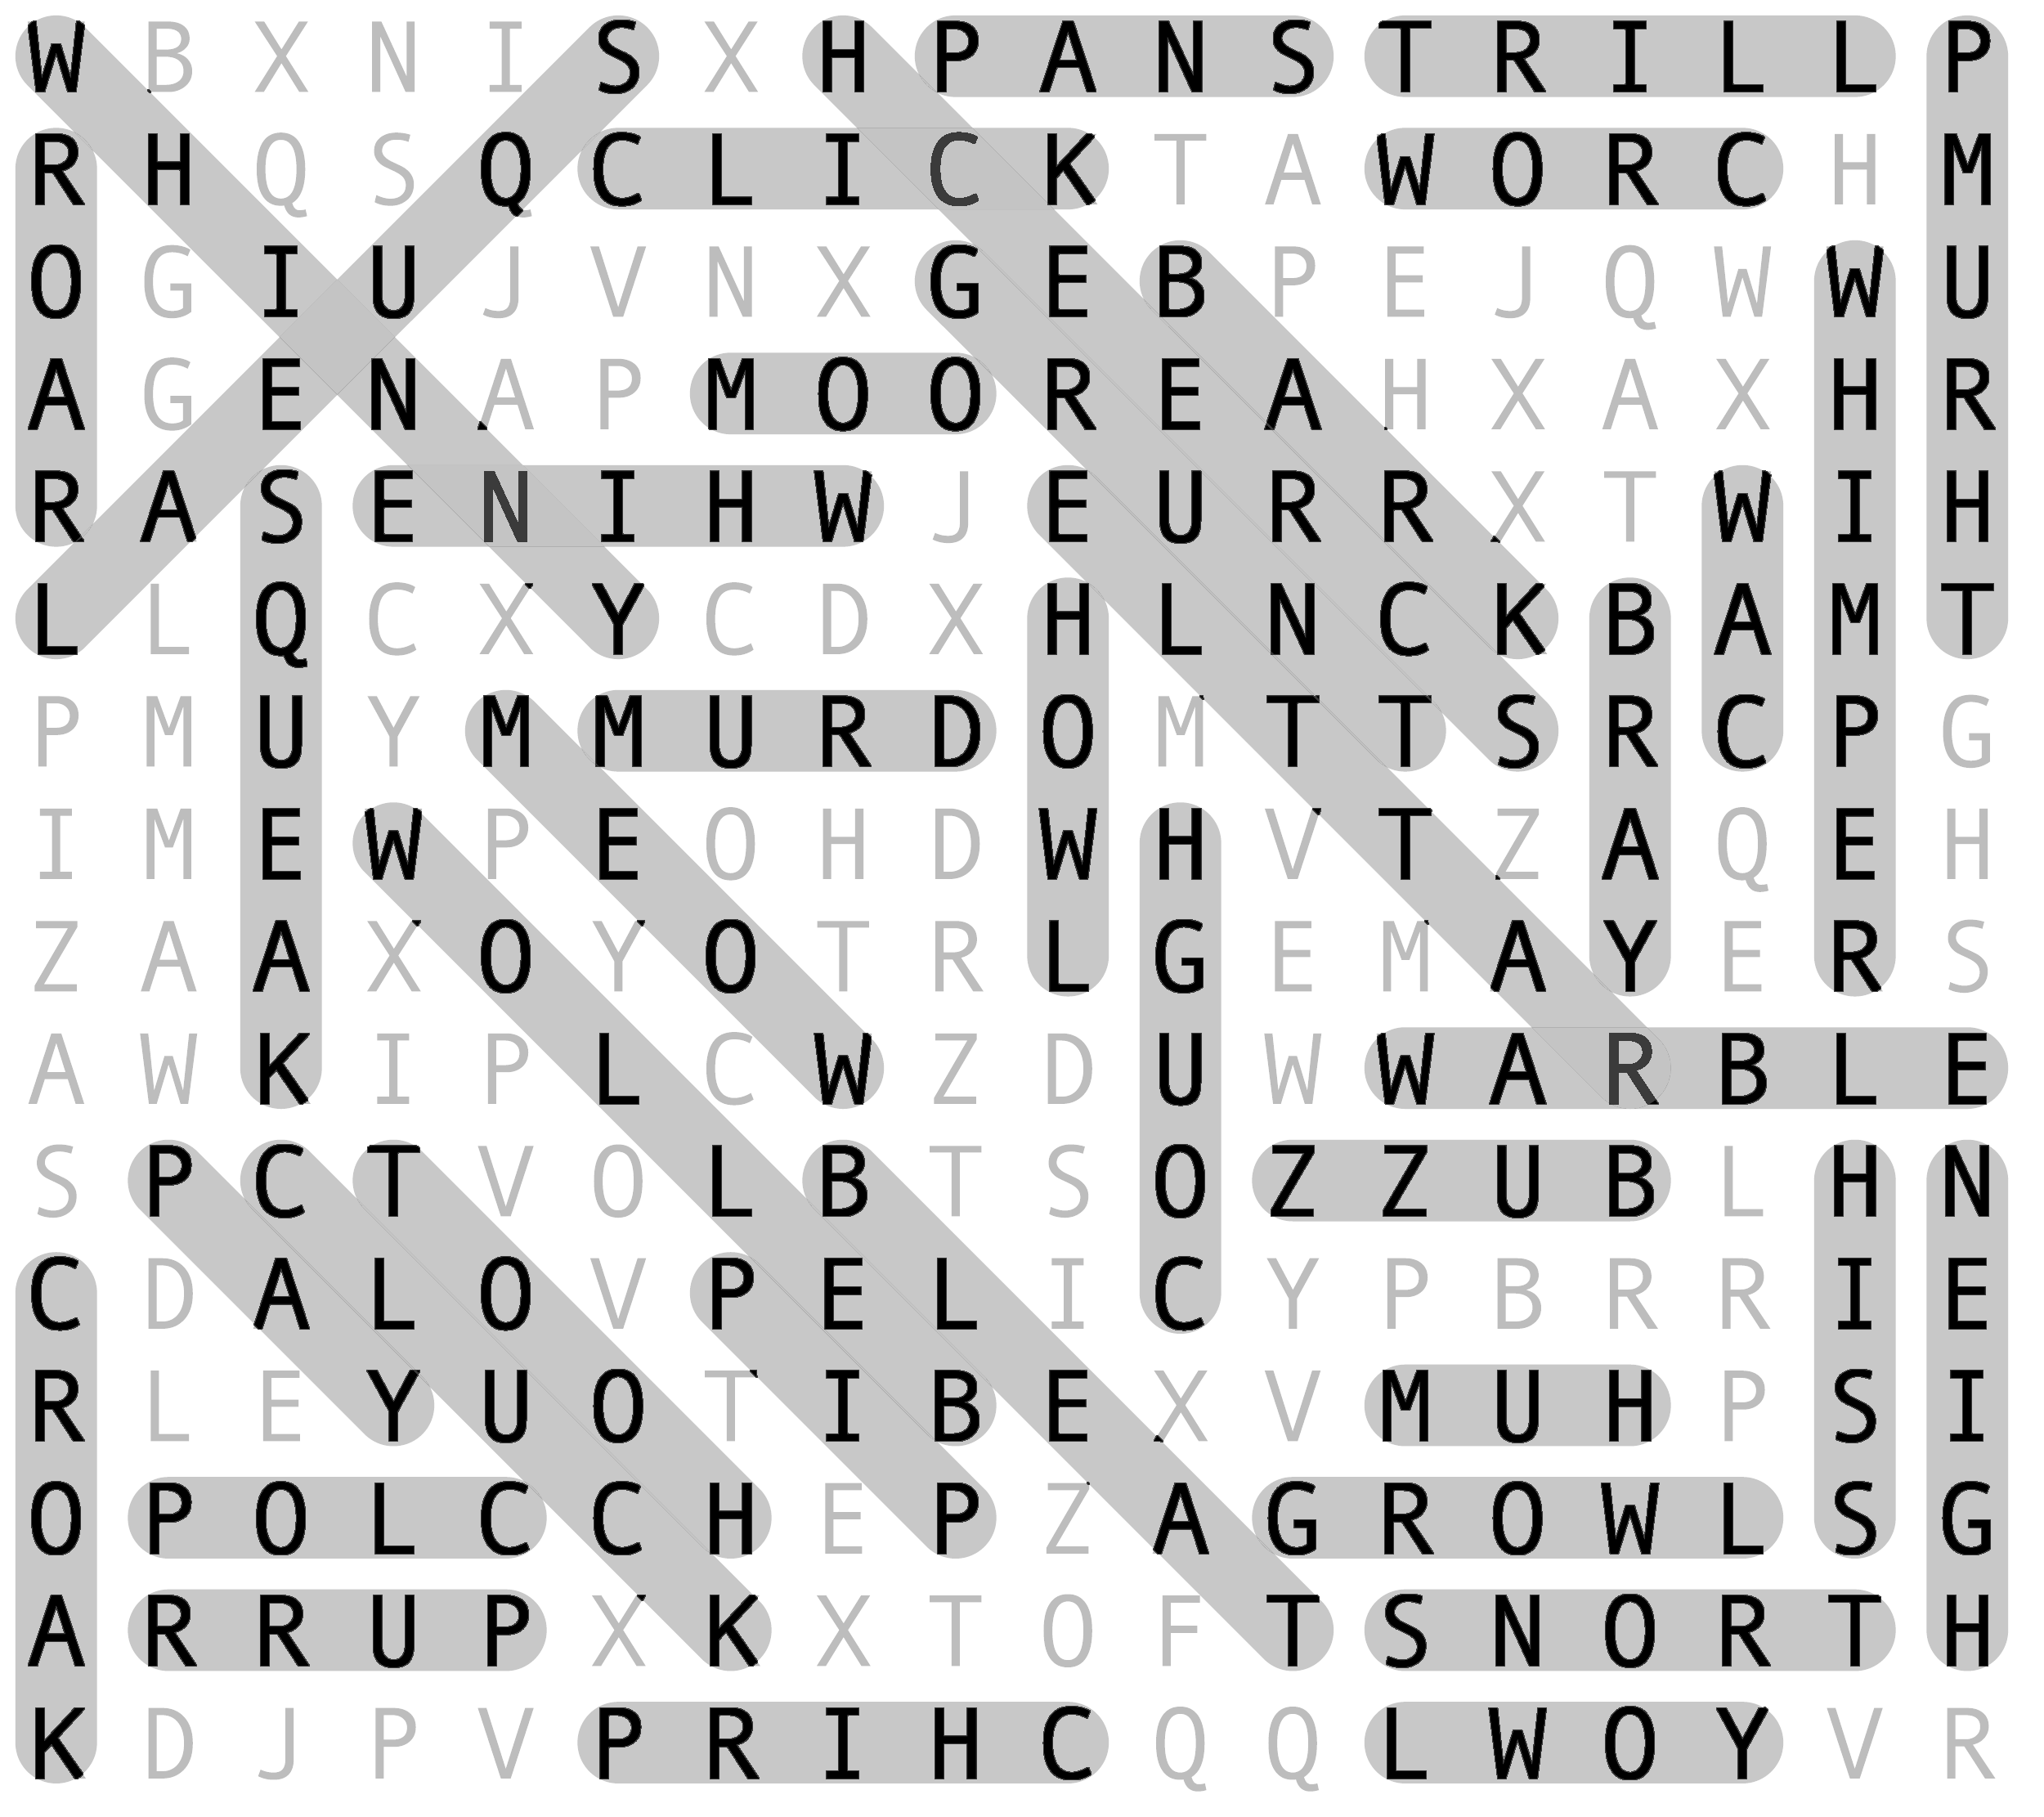 W B X N I S X H P A N S T R I L L P
R H Q S Q C L I C K T A W O R C H M
O G I U J V N X G E B P E J Q W W U
A G E N A P M O O R E A H X A X H R
R A S E N I H W J E U R R X T W I H
L L Q C X Y C D X H L N C K B A M T
P M U Y M M U R D O M T T S R C P G
I M E W P E O H D W H V T Z A Q E H
Z A A X O Y O T R L G E M A Y E R S
A W K I P L C W Z D U W W A R B L E
S P C T V O L B T S O Z Z U B L H N
C D A L O V P E L I C Y P B R R I E
R L E Y U O T I B E X V M U H P S I
O P O L C C H E P Z A G R O W L S G
A R R U P X K X T O F T S N O R T H
K D J P V P R I H C Q Q L W O Y V R